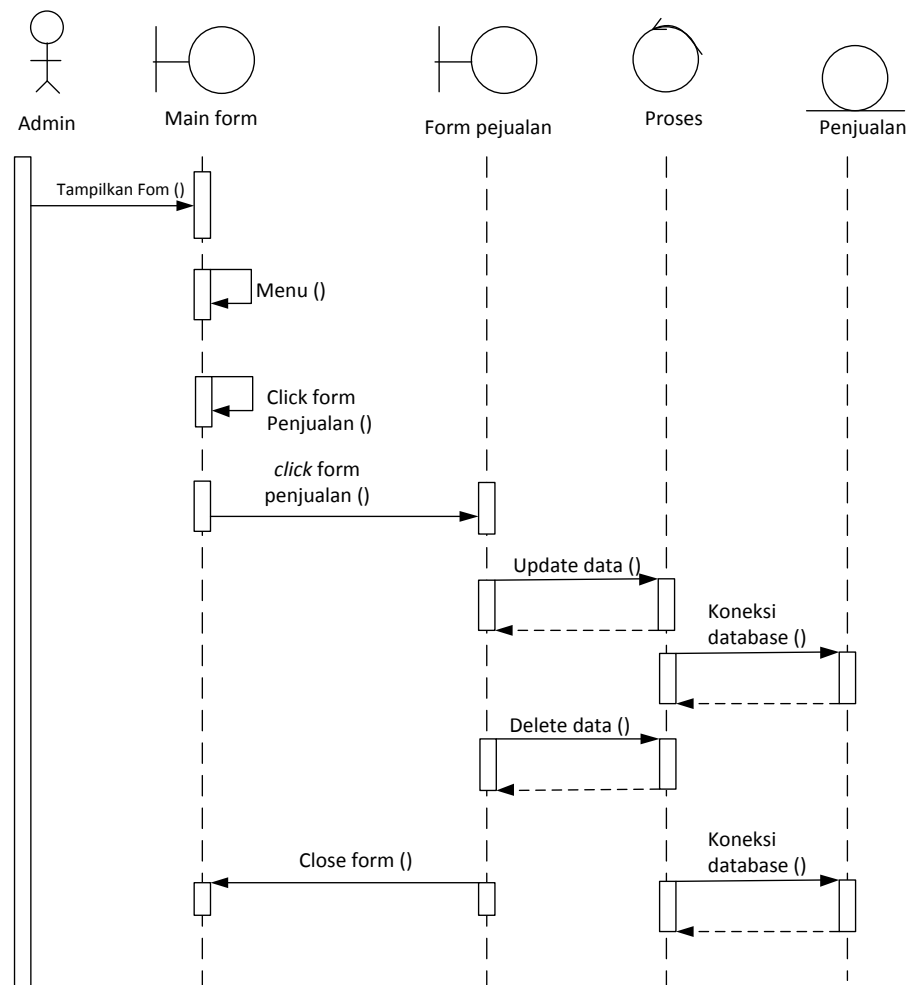 Admin
Main form
Form pejualan
Proses
Penjualan
Tampilkan Fom ()
Menu ()
Click form
Penjualan ()
click form
penjualan ()
Update data ()
Koneksi
database ()
Delete data ()
Close form ()
Koneksi
database ()